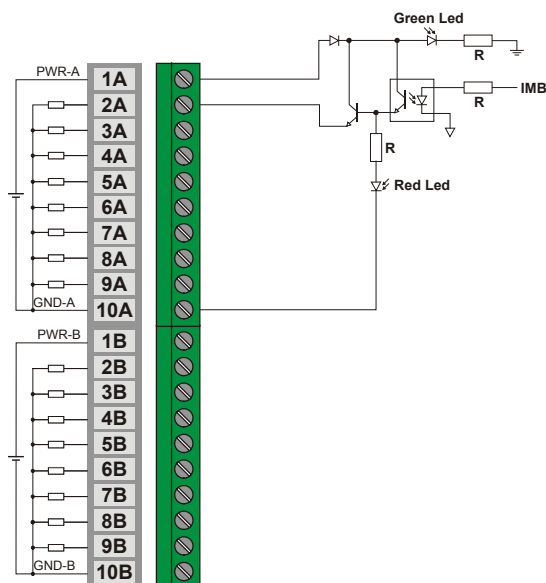 Green Led
R
PWR-A
1A
2A
R
IMB
3A
4A
R
5A
Red Led
6A
7A
8A
9A
GND-A
10A
PWR-B
1B
2B
3B
4B
5B
6B
7B
8B
9B
GND-B
10B